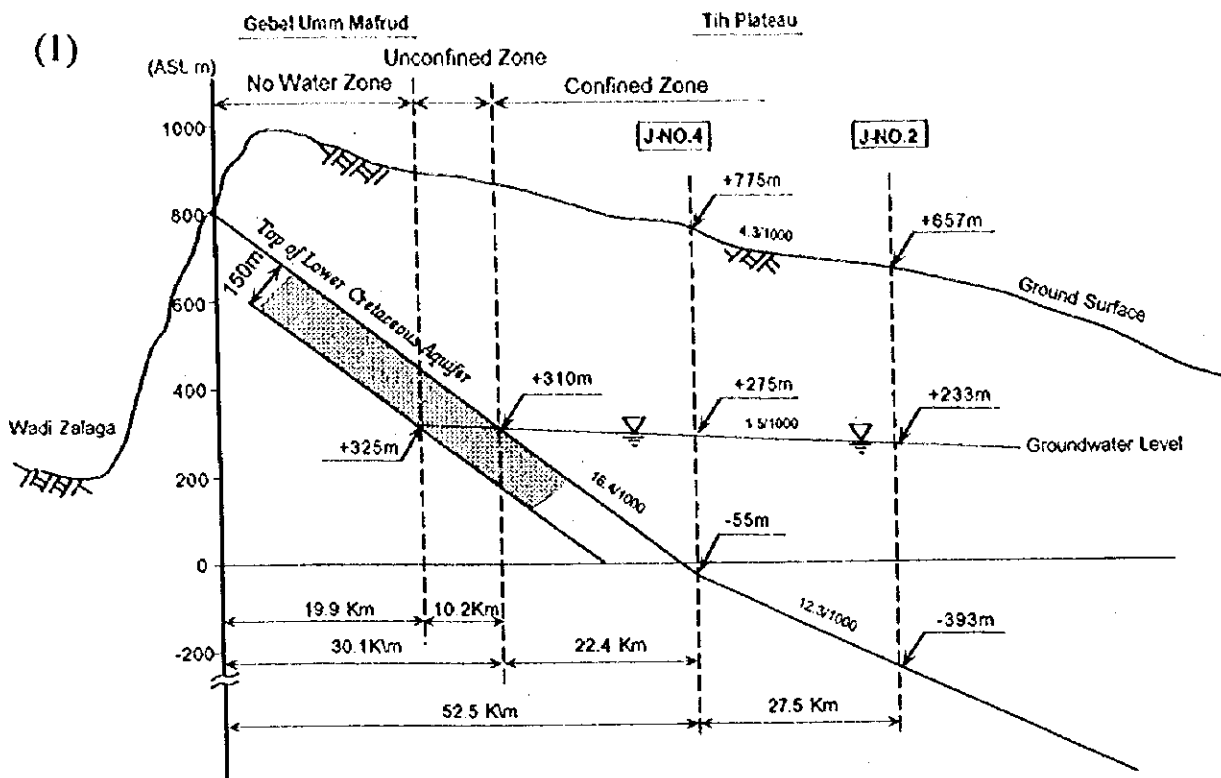 Gebel Umm Mafrud
Tih Plateau
(1)
(ASL m)
Unconfined Zone
No Water Zone
Confined Zone
J-NO.4
J-NO.2
1000
800
600
400
200
0
-200
+775m
4.3/1000
+657m
Ground Surface
Top of Lower Cretaceous Aquifer
150m
+310m
+275m
1.5/1000
+233m
Groundwater Level
Wadi Zalaga
+325m
16.4/1000
-55m
12.3/1000
-393m
19.9 Km
10.2Km
30.1K\m
22.4 Km
52.5 K\m
27.5 Km